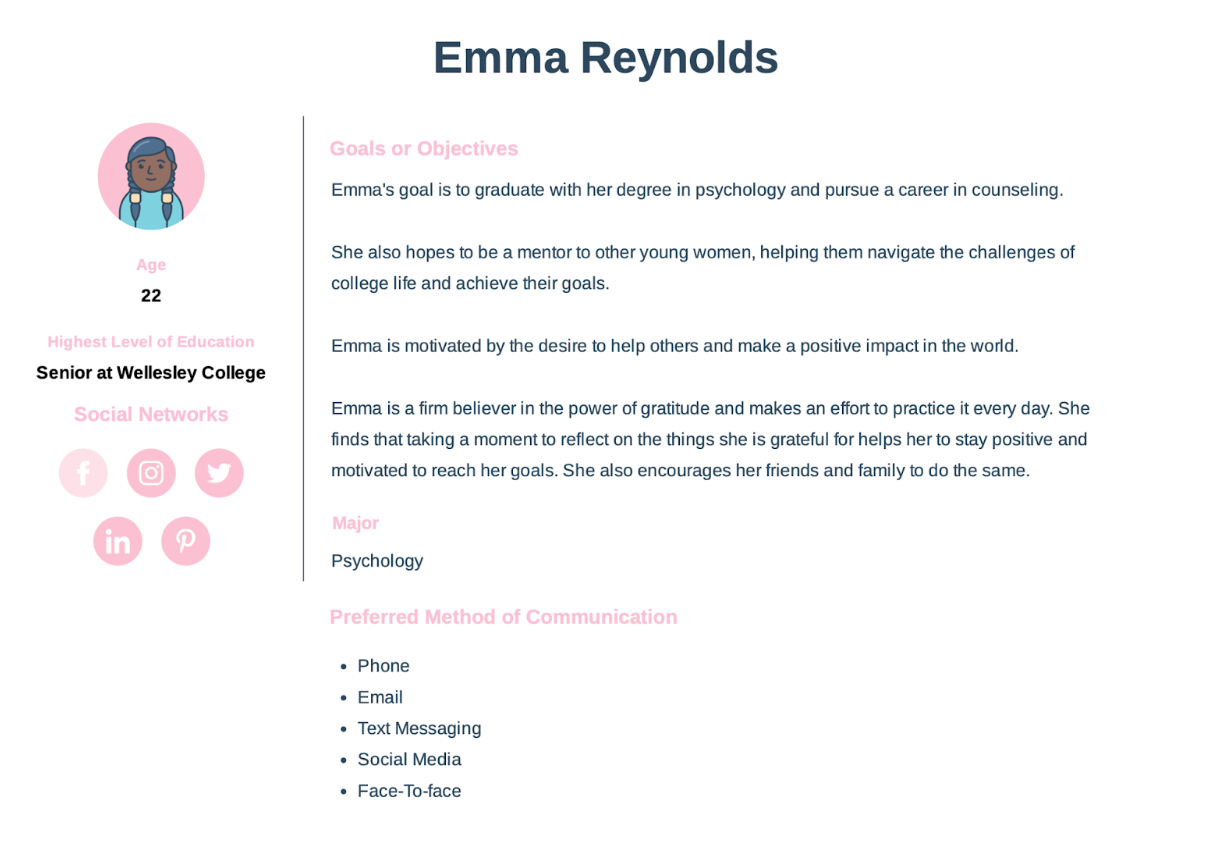 Emma Reynolds
Age
22
Highest Level of Education
Senior at Wellesley College
Social Networks
f
in
Goals or Objectives
Emma's goal is to graduate with her degree in psychology and pursue a career in counseling.
She also hopes to be a mentor to other young women, helping them navigate the challenges of
college life and achieve their goals.
Emma is motivated by the desire to help others and make a positive impact in the world.
Emma is a firm believer in the power of gratitude and makes an effort to practice it every day. She
finds that taking a moment to reflect on the things she is grateful for helps her to stay positive and
motivated to reach her goals. She also encourages her friends and family to do the same.
Major
Psychology
Preferred Method of Communication
• Phone
• Email
• Text Messaging
• Social Media
• Face-To-face